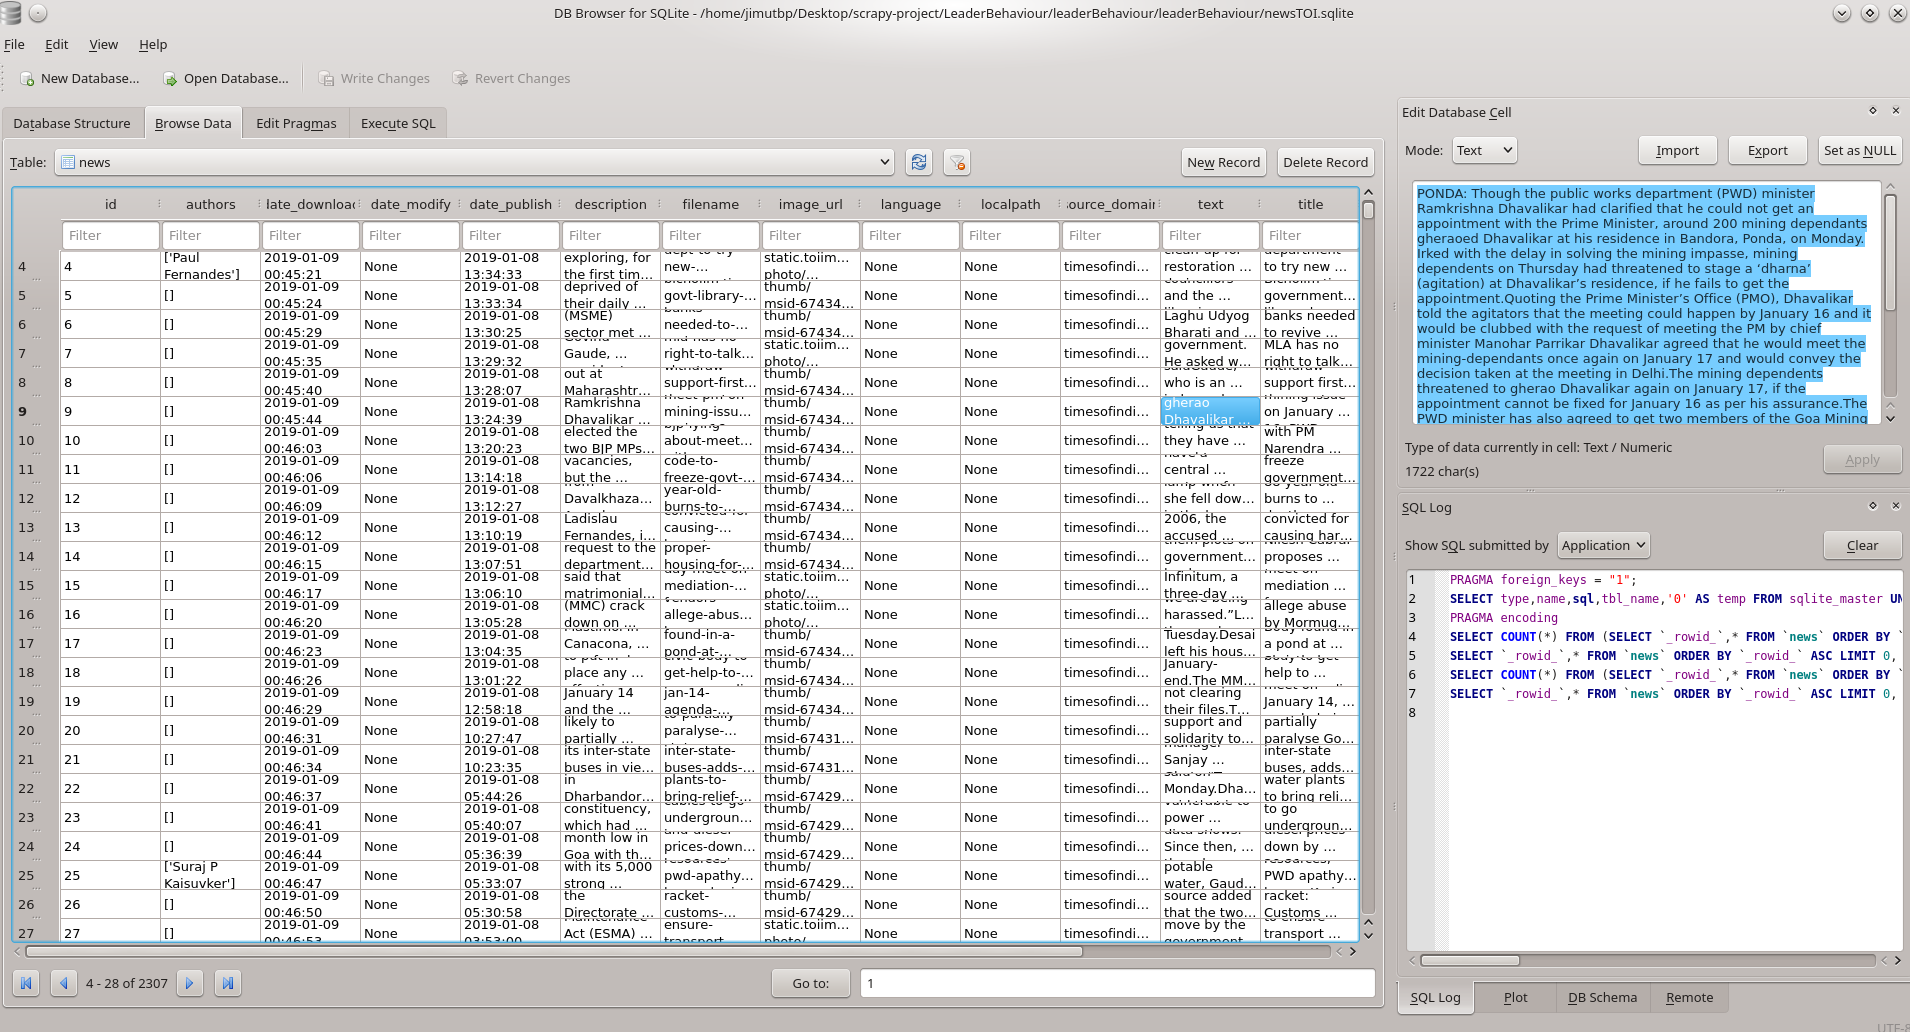 DB Browser for SQLite - /home/jimutbp/Desktop/scrapy-project/LeaderBehaviour/leaderBehaviour/leaderBehaviour/newsTOI.sqlite
File Edit View Help
New Database... Open Database... Write Changes Revert Changes
Database Structure Browse Data Edit Pragmas Execute SQL
Table: news New Record Delete Record
id authors late_downloac date_modify date_publish description filename image_url language localpath ource_domai text title
Filter Filter Filter Filter Filter Filter Filter Filter Filter Filter Filter Filter Filter
4 4 ['Paul Fernandes'] 2019-01-09 00:45:21 None 2019-01-08 13:34:33 exploring, for the first tim... new-... static.toiim... photo/... None None timesofindi... restoration ... to try new ...
5 5 [] 2019-01-09 00:45:24 None 2019-01-08 13:33:34 deprived of their daily ... govt-library-... thumb/ msid-67434... None None timesofindi... and the ... government...
6 6 [] 2019-01-09 00:45:29 None 2019-01-08 13:30:25 (MSME) sector met ... needed-to-... thumb/ msid-67434... None None timesofindi... Laghu Udyog Bharati and ... banks needed to revive ...
7 7 [] 2019-01-09 00:45:35 None 2019-01-08 13:29:32 Gaude, ... right-to-talk... static.toiim... photo/... None None timesofindi... government. He asked w... MLA has no right to talk...
8 8 [] 2019-01-09 00:45:40 None 2019-01-08 13:28:07 out at Maharashtr... support-first... thumb/ msid-67434... None None timesofindi... who is an ... support first...
9 9 [] 2019-01-09 00:45:44 None 2019-01-08 13:24:39 Ramkrishna Dhavalikar ... mining-issu... thumb/ msid-67434... None None timesofindi... gherao Dhavalikar ... on January ...
10 10 [] 2019-01-09 00:46:03 None 2019-01-08 13:20:23 elected the two BJP MPs... about-meet... thumb/ msid-67434... None None timesofindi... they have ... with PM Narendra ...
11 11 [] 2019-01-09 00:46:06 None 2019-01-08 13:14:18 vacancies, but the ... code-to- freeze-govt-... thumb/ msid-67434... None None timesofindi... central ... freeze government...
12 12 [] 2019-01-09 00:46:09 None 2019-01-08 13:12:27 Davalkhaza... year-old- burns-to-... thumb/ msid-67434... None None timesofindi... she fell dow... burns to ...
13 13 [] 2019-01-09 00:46:12 None 2019-01-08 13:10:19 Ladislau Fernandes, i... causing-... thumb/ msid-67434... None None timesofindi... 2006, the accused ... convicted for causing har...
14 14 [] 2019-01-09 00:46:15 None 2019-01-08 13:07:51 request to the department... proper- housing-for-... thumb/ msid-67434... None None timesofindi... government... proposes ...
15 15 [] 2019-01-09 00:46:17 None 2019-01-08 13:06:10 said that matrimonial... mediation-... static.toiim... photo/... None None timesofindi... Infinitum, a three-day ... mediation ...
16 16 [] 2019-01-09 00:46:20 None 2019-01-08 13:05:28 (MMC) crack down on ... allege-abus... static.toiim... photo/... None None timesofindi... harassed.”L... allege abuse by Mormug...
17 17 [] 2019-01-09 00:46:23 None 2019-01-08 13:04:35 Canacona, ... found-in-a- pond-at-... thumb/ msid-67434... None None timesofindi... Tuesday.Desai left his hous... a pond at ...
18 18 [] 2019-01-09 00:46:26 None 2019-01-08 13:01:22 place any ... get-help-to-... thumb/ msid-67434... None None timesofindi... January- end.The MM... help to ...
19 19 [] 2019-01-09 00:46:29 None 2019-01-08 12:58:18 January 14 and the ... jan-14- agenda-... thumb/ msid-67434... None None timesofindi... not clearing their files.T... January 14, ...
20 20 [] 2019-01-09 00:46:31 None 2019-01-08 10:27:47 likely to partially ... paralyse-... thumb/ msid-67431... None None timesofindi... support and solidarity to... partially paralyse Go...
21 21 [] 2019-01-09 00:46:34 None 2019-01-08 10:23:35 its inter-state buses in vie... inter-state- buses-adds-... thumb/ msid-67431... None None timesofindi... Sanjay ... inter-state buses, adds...
22 22 [] 2019-01-09 00:46:37 None 2019-01-08 05:44:26 in Dharbandor... plants-to- bring-relief-... thumb/ msid-67429... None None timesofindi... Monday.Dha... water plants to bring reli...
23 23 [] 2019-01-09 00:46:41 None 2019-01-08 05:40:07 constituency, which had ... undergroun... thumb/ msid-67429... None None timesofindi... power ... to go undergroun...
24 24 [] 2019-01-09 00:46:44 None 2019-01-08 05:36:39 month low in Goa with th... prices-down... thumb/ msid-67429... None None timesofindi... Since then, ... down by ...
25 25 ['Suraj P Kaisuvker'] 2019-01-09 00:46:47 None 2019-01-08 05:33:07 with its 5,000 strong ... pwd-apathy... thumb/ msid-67429... None None timesofindi... potable water, Gaud... PWD apathy...
26 26 [] 2019-01-09 00:46:50 None 2019-01-08 05:30:58 the Directorate ... racket- customs-... thumb/ msid-67429... None None timesofindi... source added that the two... racket: Customs ...
27 27 [] 2019-01-09 00:46:53 None 2019-01-08 03:53:00 Act (ESMA) ... ensure- transport... static.toiim... photo/... None None timesofindi... move by the government... transport ...
4 - 28 of 2307 Go to: 1
Edit Database Cell
Mode: Text Import Export Set as NULL
PONDA: Though the public works department (PWD) minister
Ramkrishna Dhavalikar had clarified that he could not get an
appointment with the Prime Minister, around 200 mining dependants
gheraoed Dhavalikar at his residence in Bandora, Ponda, on Monday.
Irked with the delay in solving the mining impasse, mining
dependents on Thursday had threatened to stage a ‘dharna’
(agitation) at Dhavalikar’s residence, if he fails to get the
appointment.Quoting the Prime Minister’s Office (PMO), Dhavalikar
told the agitators that the meeting could happen by January 16 and it
would be clubbed with the request of meeting the PM by chief
minister Manohar Parrikar Dhavalikar agreed that he would meet the
mining-dependants once again on January 17 and would convey the
decision taken at the meeting in Delhi.The mining dependents
threatened to gherao Dhavalikar again on January 17, if the
appointment cannot be fixed for January 16 as per his assurance.The
PWD minister has also agreed to get two members of the Goa Mining
Type of data currently in cell: Text / Numeric
1722 char(s) Apply
SQL Log
Show SQL submitted by Application Clear
1 PRAGMA foreign_keys = "1";
2 SELECT type,name,sql,tbl_name,'0' AS temp FROM sqlite_master UN
3 PRAGMA encoding
4 SELECT COUNT(*) FROM (SELECT `_rowid_`,* FROM `news` ORDER BY `
5 SELECT `_rowid_`,* FROM `news` ORDER BY `_rowid_` ASC LIMIT 0,
6 SELECT COUNT(*) FROM (SELECT `_rowid_`,* FROM `news` ORDER BY `
7 SELECT `_rowid_`,* FROM `news` ORDER BY `_rowid_` ASC LIMIT 0,
8
SQL Log Plot DB Schema Remote
UTF-8